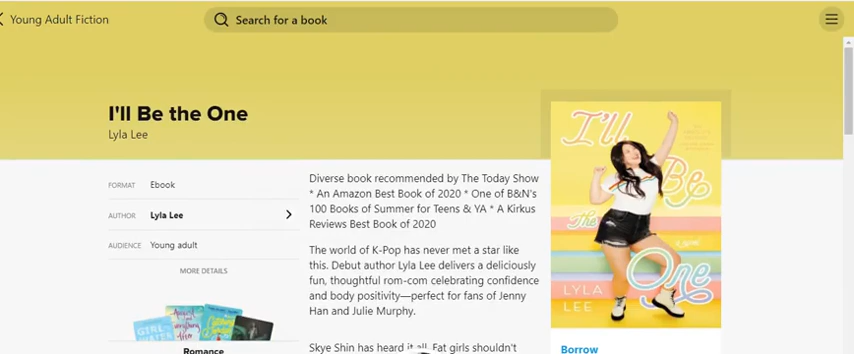 Young Adult Fiction
Search for a book
I'll Be the One
Lyla Lee
FORMAT Ebook
AUTHOR Lyla Lee
AUDIENCE Young adult
MORE DETAILS
Romance
Diverse book recommended by The Today Show
* An Amazon Best Book of 2020 * One of B&N's
100 Books of Summer for Teens & YA * A Kirkus
Reviews Best Book of 2020
The world of K-Pop has never met a star like
this. Debut author Lyla Lee delivers a deliciously
fun, thoughtful rom-com celebrating confidence
and body positivity—perfect for fans of Jenny
Han and Julie Murphy.
Skye Shin has heard it all. Fat girls shouldn't
I'll
Be
the
One
a novel
LYLA
LEE
Borrow